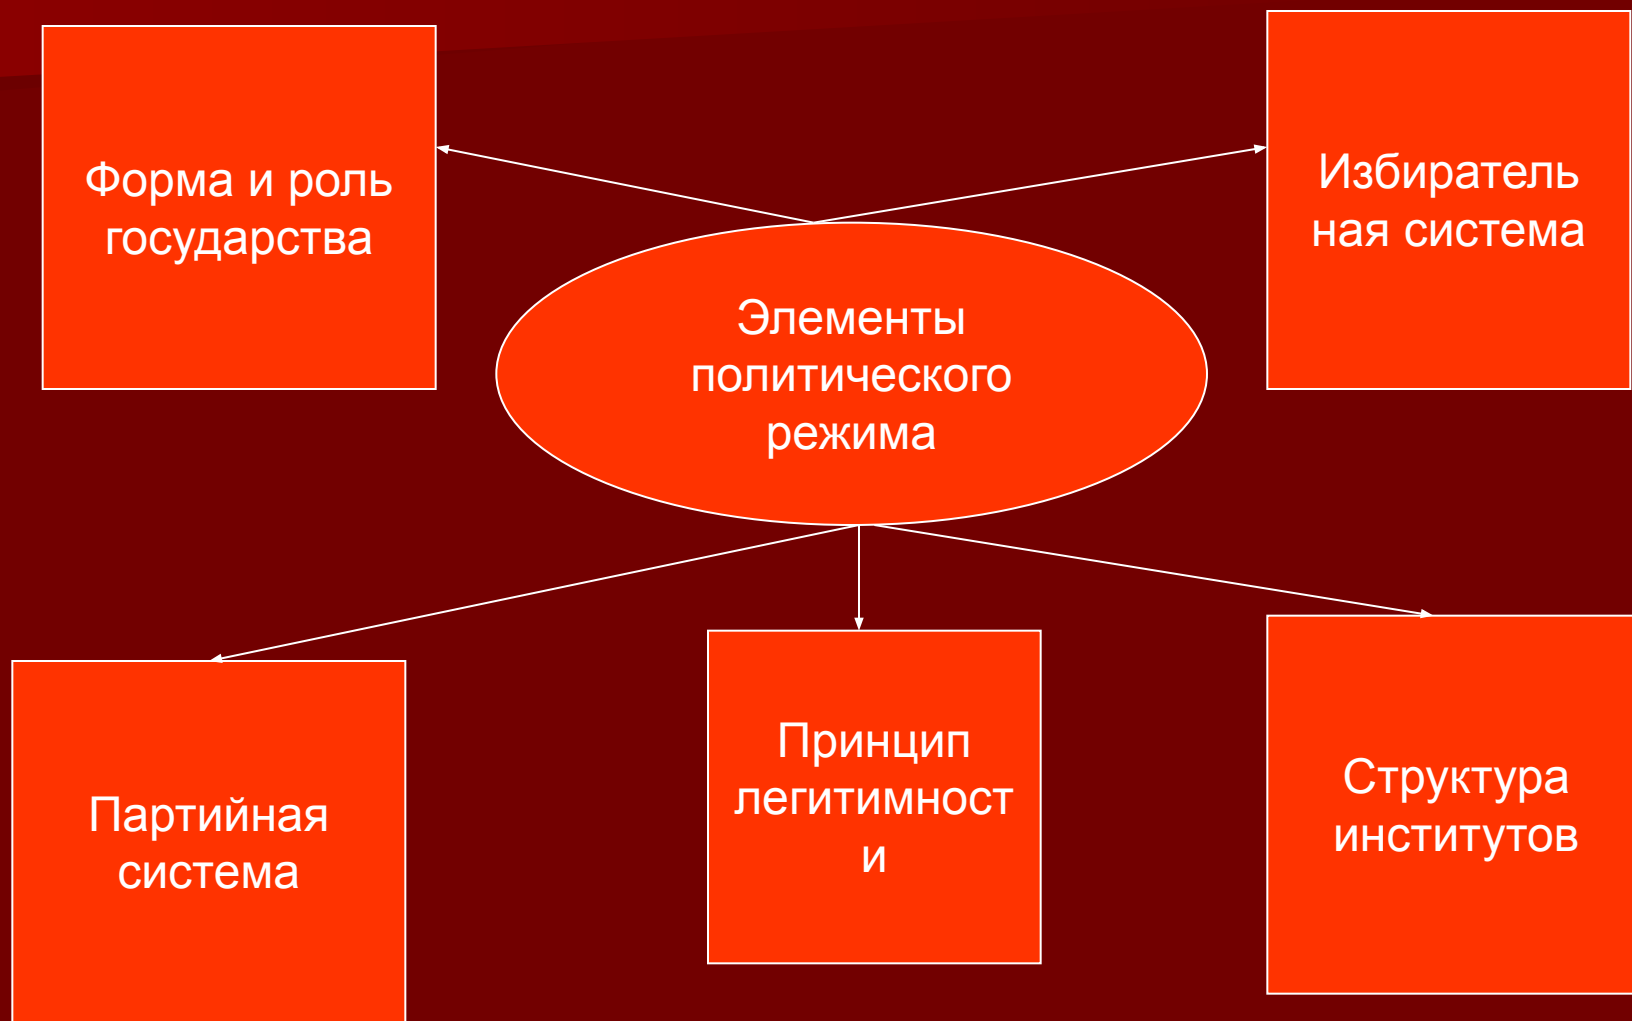 Форма и роль
государства
Избиратель
ная система
Элементы
политического
режима
Партийная
система
Принцип
легитимност
и
Структура
институтов